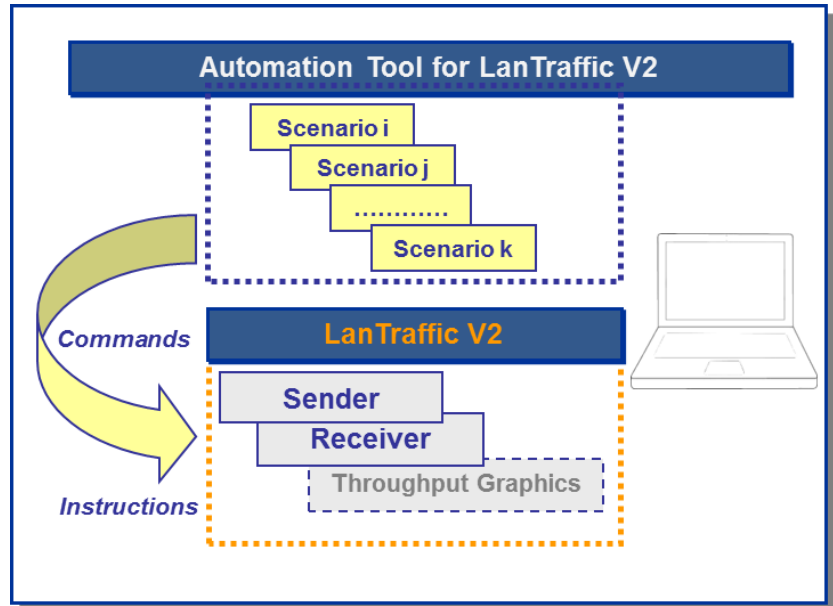 Automation Tool for LanTraffic V2
Scenario i
Scenario j
............
Scenario k
Commands
LanTraffic V2
Sender
Receiver
Throughput Graphics
Instructions